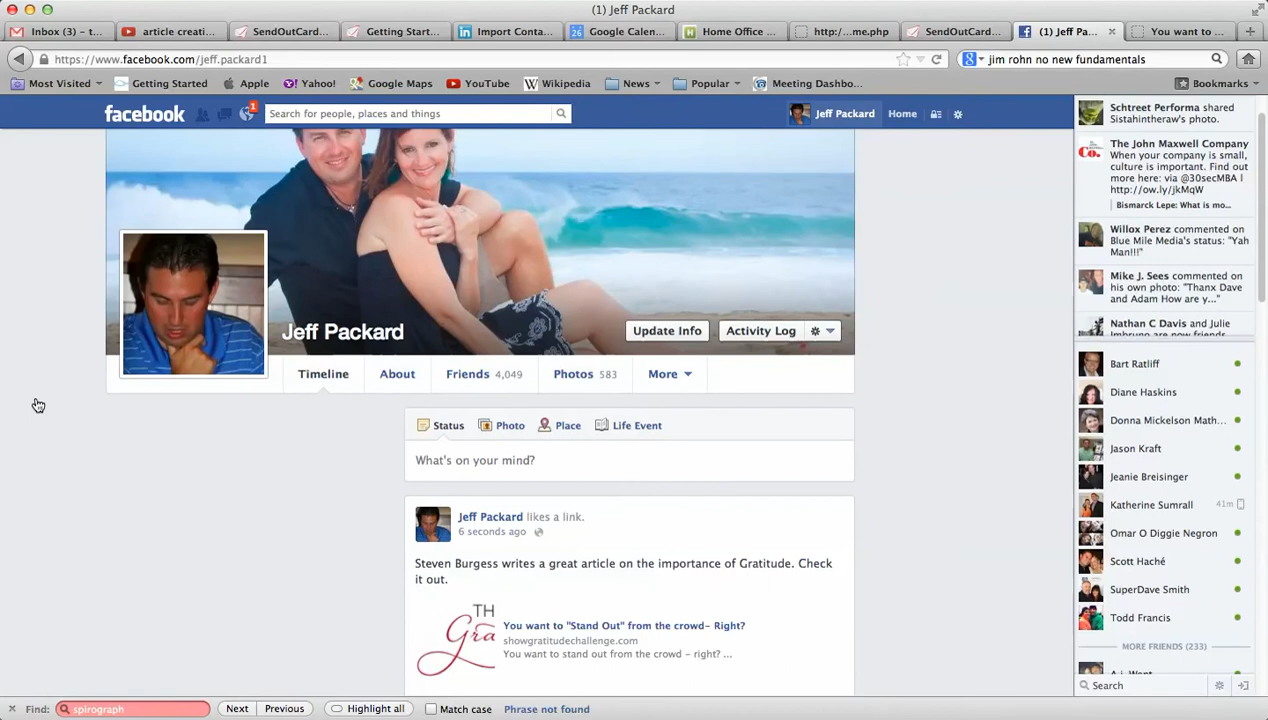 (1) Jeff Packard
Inbox (3) – t...
article creati...
SendOutCard...
Getting Start...
Import Conta...
26 Google Calen...
Home Office ...
http:/...me.php
SendOutCard...
(1) Jeff Pa...
You want to ...
https://www.facebook.com/jeff.packard1
jim rohn no new fundamentals
Most Visited
Getting Started
Apple
Yahoo!
Google Maps
YouTube
W Wikipedia
News
Popular
Meeting Dashbo...
Bookmarks
facebook
1
Search for people, places and things
Jeff Packard
Home
Jeff Packard
Update Info
Activity Log
Timeline
About
Friends 4,049
Photos 583
More
Status
Photo
Place
Life Event
What's on your mind?
Jeff Packard likes a link.
6 seconds ago
Steven Burgess writes a great article on the importance of Gratitude. Check
it out.
TH
Gra
You want to "Stand Out" from the crowd– Right?
showgratitudechallenge.com
You want to stand out from the crowd – right? ...
Schtreet Performa shared
Sistahintheraw's photo.
Co.
The John Maxwell Company
When your company is small,
culture is important. Find out
more here: via @30secMBA |
http://ow.ly/jkMqW
Bismarck Lepe: What is mo...
Willox Perez commented on
Blue Mile Media's status: "Yah
Man!!!"
Mike J. Sees commented on
his own photo: "Thanx Dave
and Adam How are y..."
Nathan C Davis and Julie
Bart Ratliff
Diane Haskins
Donna Mickelson Math...
Jason Kraft
Jeanie Breisinger
Katherine Sumrall 41m
Omar O Diggie Negron
Scott Haché
SuperDave Smith
Todd Francis
MORE FRIENDS (233)
Search
Find:
spirograph
Next
Previous
Highlight all
Match case
Phrase not found